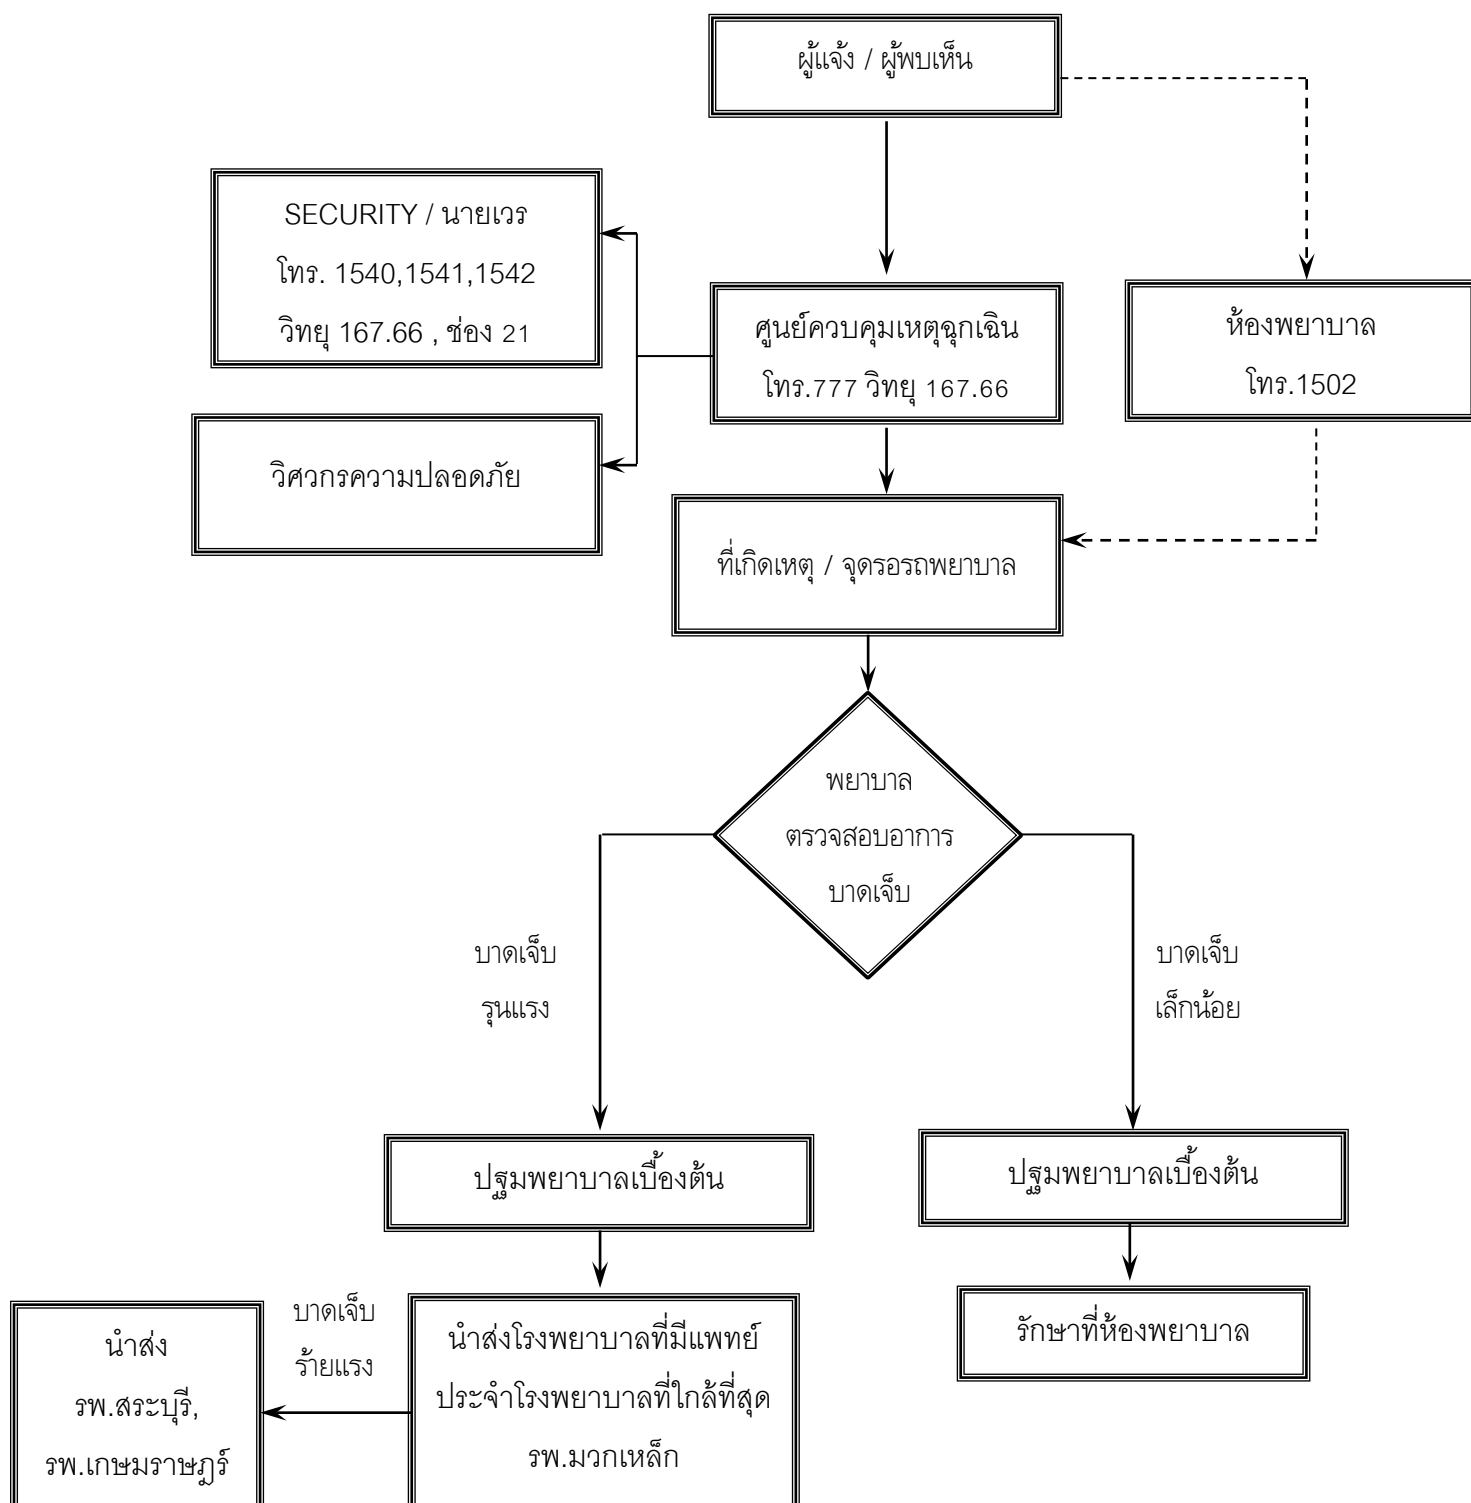 ผู้แจ้ง / ผู้พบเห็น
SECURITY / นายเวร
โทร. 1540,1541,1542
วิทยุ 167.66 , ช่อง 21
ศูนย์ควบคุมเหตุฉุกเฉิน
โทร.777 วิทยุ 167.66
ห้องพยาบาล
โทร.1502
วิศวกรความปลอดภัย
ที่เกิดเหตุ / จุดรอรถพยาบาล
พยาบาล
ตรวจสอบอาการ
บาดเจ็บ
บาดเจ็บ
รุนแรง
บาดเจ็บ
เล็กน้อย
ปฐมพยาบาลเบื้องต้น
ปฐมพยาบาลเบื้องต้น
นำส่ง
รพ.สระบุรี,
รพ.เกษมราษฎร์
บาดเจ็บ
ร้ายแรง
นำส่งโรงพยาบาลที่มีแพทย์
ประจำโรงพยาบาลที่ใกล้ที่สุด
รพ.มวกเหล็ก
รักษาที่ห้องพยาบาล